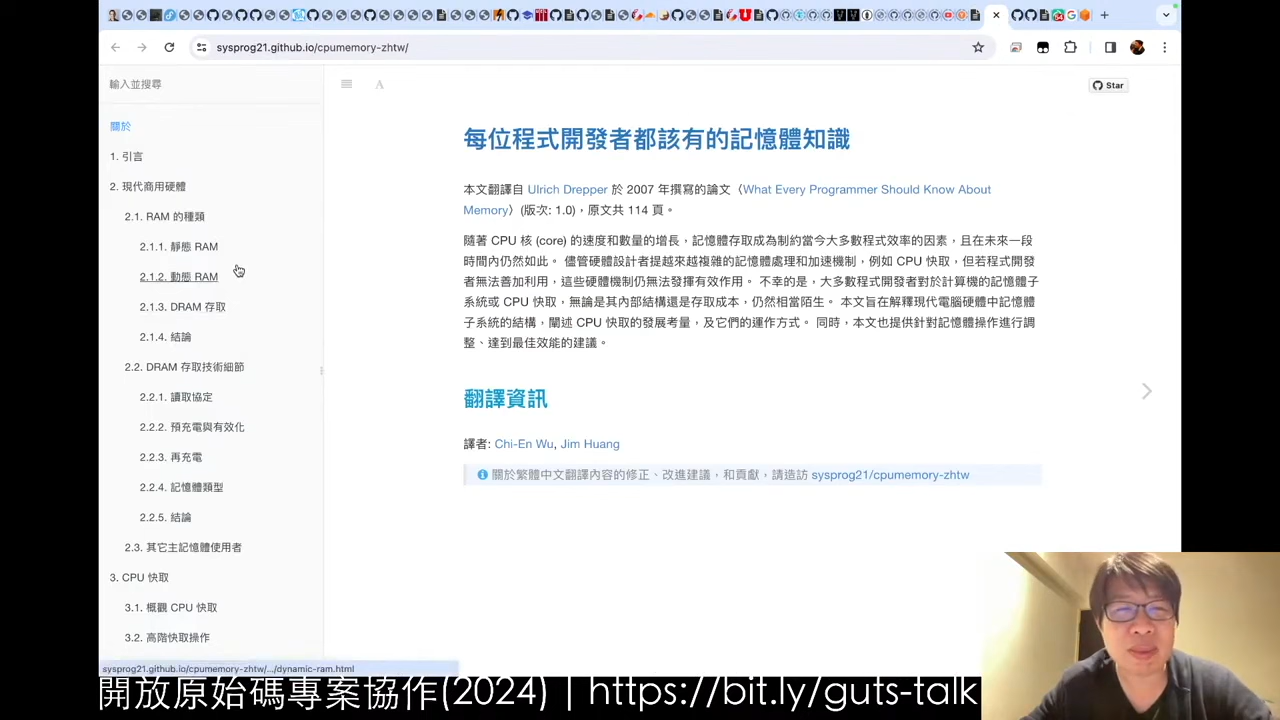 sysprog21.github.io/cpumemory-zhtw/
輸入並搜尋
關於
1. 引言
2. 現代商用硬體
2.1. RAM 的種類
2.1.1. 靜態 RAM
2.1.2. 動態 RAM
2.1.3. DRAM 存取
2.1.4. 結論
2.2. DRAM 存取技術細節
2.2.1. 讀取協定
2.2.2. 預充電與有效化
2.2.3. 再充電
2.2.4. 記憶體類型
2.2.5. 結論
2.3. 其它主記憶體使用者
3. CPU 快取
3.1. 概觀 CPU 快取
3.2. 高階快取操作
sysprog21.github.io/cpumemory-zhtw/.../dynamic-ram.html
A
Star
每位程式開發者都該有的記憶體知識
本文翻譯自 Ulrich Drepper 於 2007 年撰寫的論文〈What Every Programmer Should Know About
Memory〉(版次: 1.0)，原文共 114 頁。
隨著 CPU 核 (core) 的速度和數量的增長，記憶體存取成為制約當今大多數程式效率的因素，且在未來一段
時間內仍然如此。 儘管硬體設計者提越來越複雜的記憶體處理和加速機制，例如 CPU 快取，但若程式開發
者無法善加利用，這些硬體機制仍無法發揮有效作用。 不幸的是，大多數程式開發者對於計算機的記憶體子
系統或 CPU 快取，無論是其內部結構還是存取成本，仍然相當陌生。 本文旨在解釋現代電腦硬體中記憶體
子系統的結構，闡述 CPU 快取的發展考量，及它們的運作方式。 同時，本文也提供針對記憶體操作進行調
整、達到最佳效能的建議。
翻譯資訊
譯者: Chi-En Wu, Jim Huang
關於繁體中文翻譯內容的修正、改進建議，和貢獻，請造訪 sysprog21/cpumemory-zhtw
開放原始碼專案協作(2024) | https://bit.ly/guts-talk